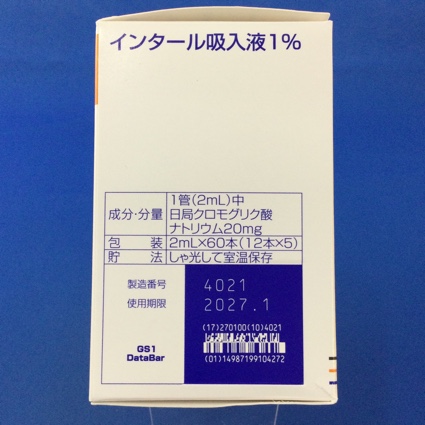 インタール吸入液1%
成分・分量 1管(2mL)中
日局クロモグリク酸
ナトリウム20mg
包 装 2mL×60本(12本×5)
貯 法 しゃ光して室温保存
製造番号 4021
使用期限 2027.1
(17)270100(10)4021
GS1
DataBar
(01)14987199104272